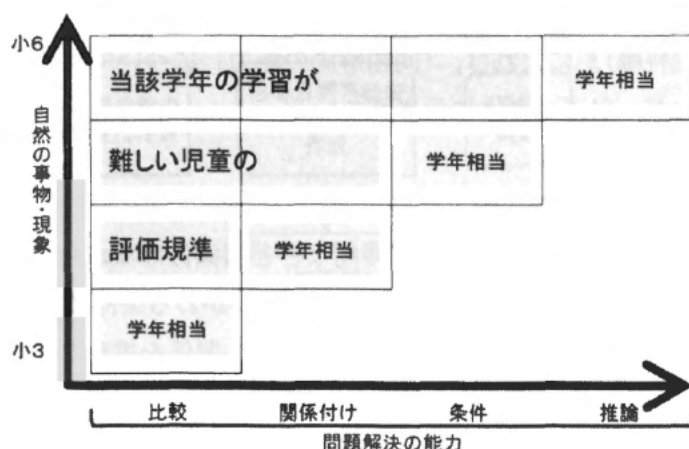 小6
当該学年の学習が
学年相当
自然の事物・現象
難しい児童の
学年相当
評価規準
学年相当
小3
学年相当
比較
関係付け
条件
推論
問題解決の能力